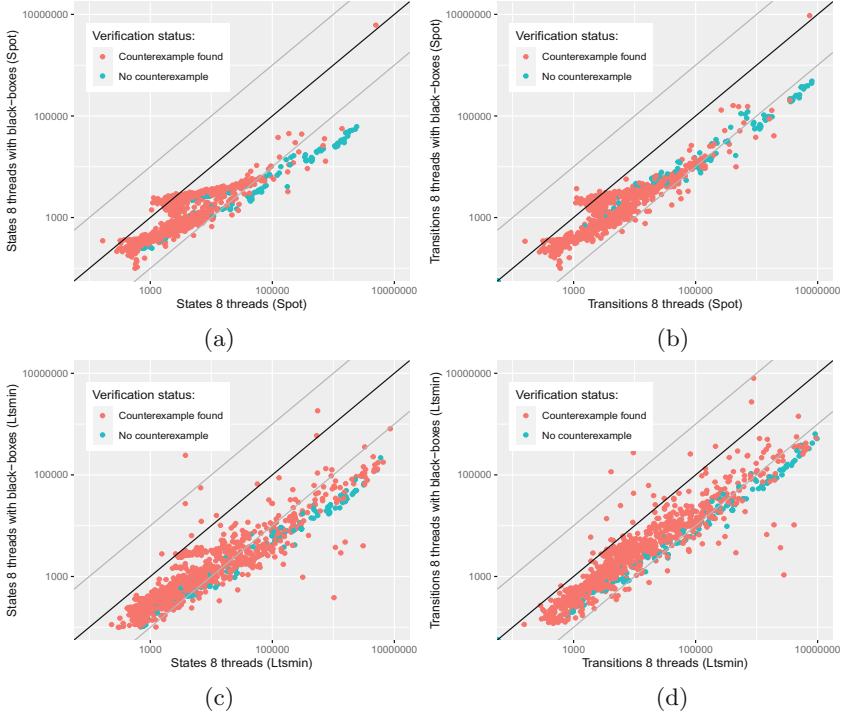 10000000
100000
1000
States 8 threads with black−boxes (Spot)
Verification status:
Counterexample found
No counterexample
1000
100000
10000000
States 8 threads (Spot)
(a)
10000000
100000
1000
Transitions 8 threads with black−boxes (Spot)
Verification status:
Counterexample found
No counterexample
1000
100000
10000000
Transitions 8 threads (Spot)
(b)
10000000
100000
1000
States 8 threads with black−boxes (Ltsmin)
Verification status:
Counterexample found
No counterexample
1000
100000
10000000
States 8 threads (Ltsmin)
(c)
10000000
100000
1000
Transitions 8 threads with black−boxes (Ltsmin)
Verification status:
Counterexample found
No counterexample
1000
100000
10000000
Transitions 8 threads (Ltsmin)
(d)